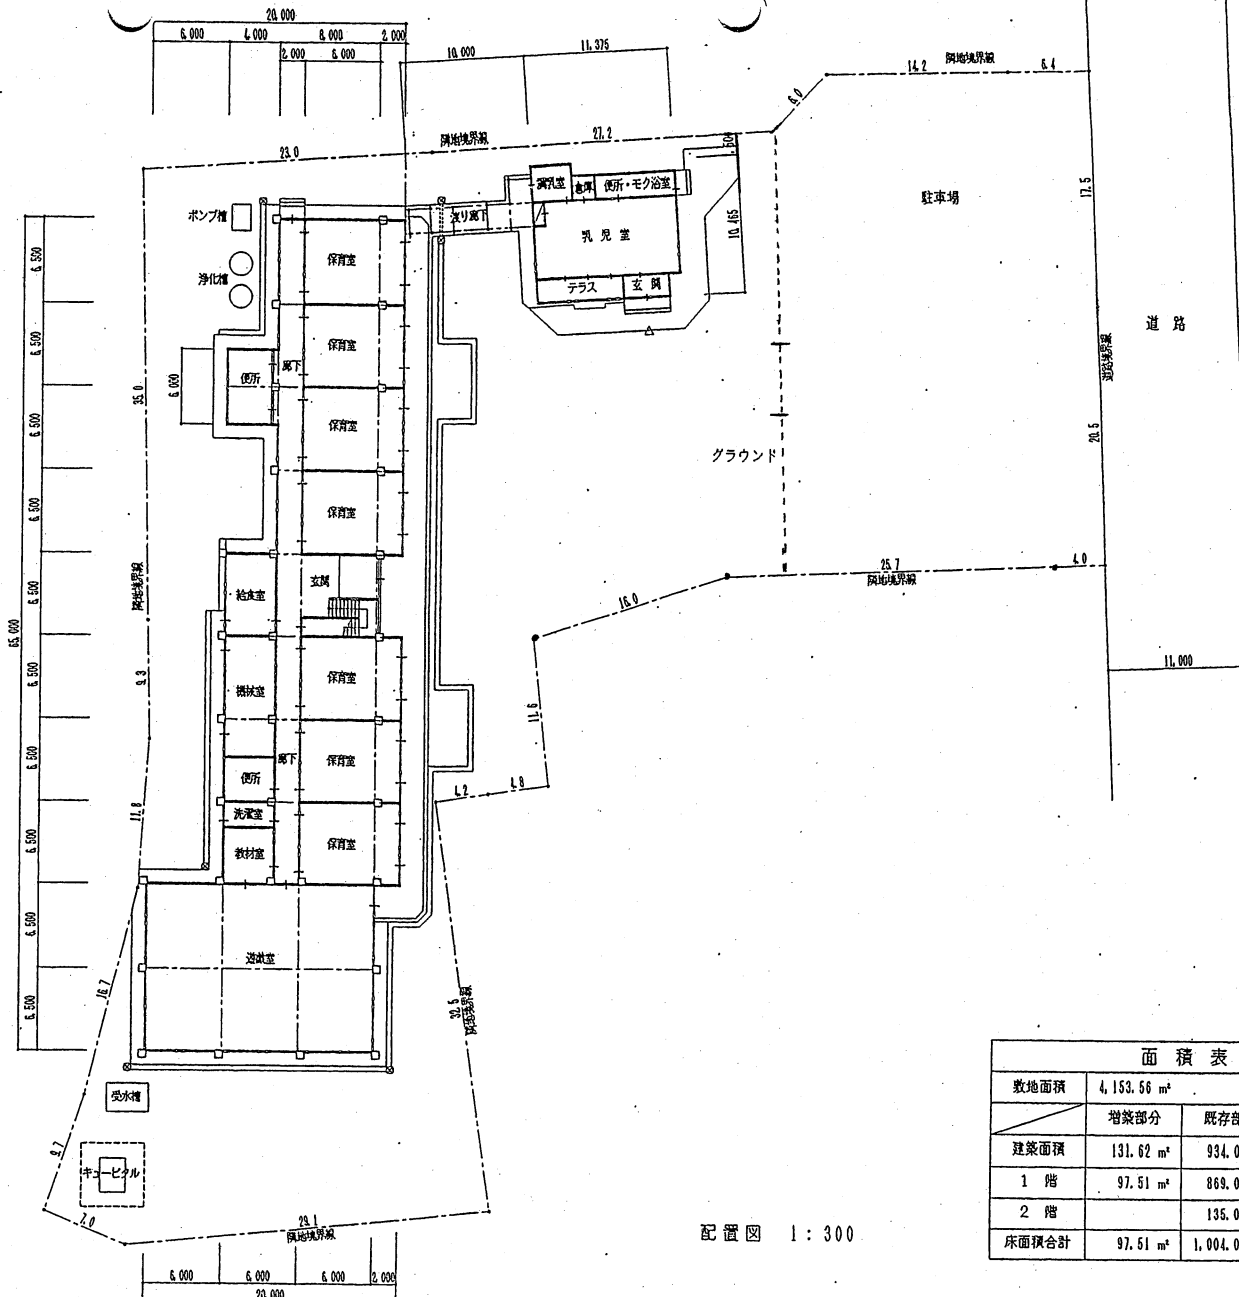 20,000
6,000 4,000 8,000 2,000
2,000 6,000
10,000 11,375
14.2 隣地境界線 6.4
6.0
23.0 隣地境界線 27.2
調乳室 倉庫 便所・モク浴室
ポンプ槽
渡り廊下
乳児室
10,165
駐車場
17.5
浄化槽
保育室
テラス 玄関
6,500
6,500
6,500
6,500
6,500
6,500
6,500
6,500
6,500
6,500
65,000
保育室
廊下
便所
6,000
35.0
保育室
グラウンド
道路
道路境界線
20.5
保育室
隣地境界線
給食室
玄関
25.7
隣地境界線
4.0
16.0
11,000
9.3
機械室
保育室
11.6
廊下
保育室
便所
4.2 4.8
11.8
洗濯室
教材室
保育室
遊戯室
16.7
32.5
隣地境界線
受水槽
9.7
キュービクル
7.0
29.1
隣地境界線
6,000 6,000 6,000 2,000
20,000
配置図 1:300
面積表
敷地面積 4,153.56 m²
増築部分 既存部
建築面積 131.62 m² 934.0
1 階 97.51 m² 869.0
2 階 135.0
床面積合計 97.51 m² 1,004.0